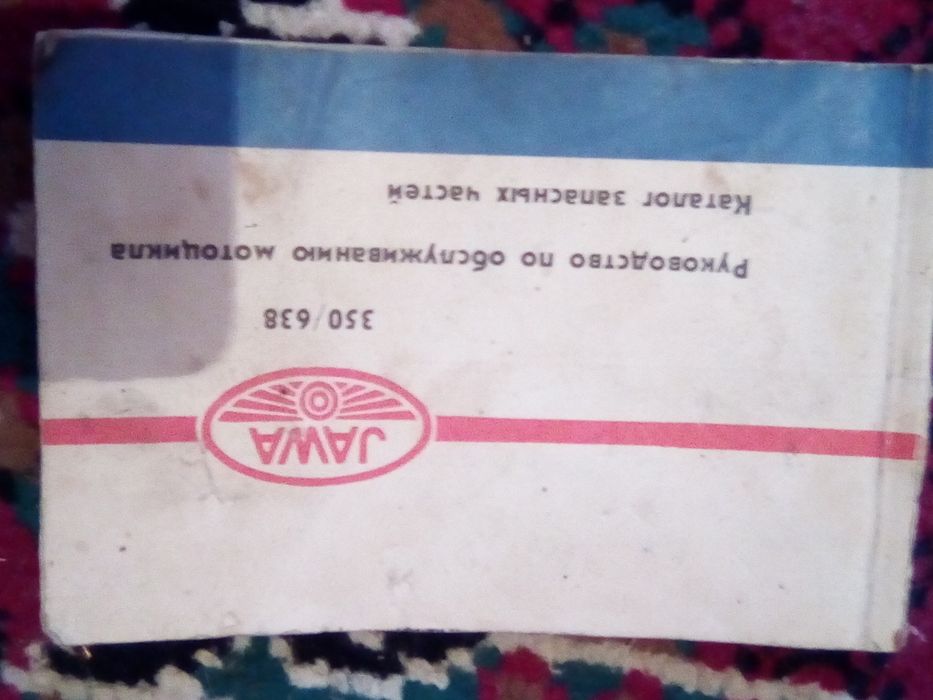 JAWA
350/638
Руководство по обслуживанию мотоцикла
Каталог запасных частей